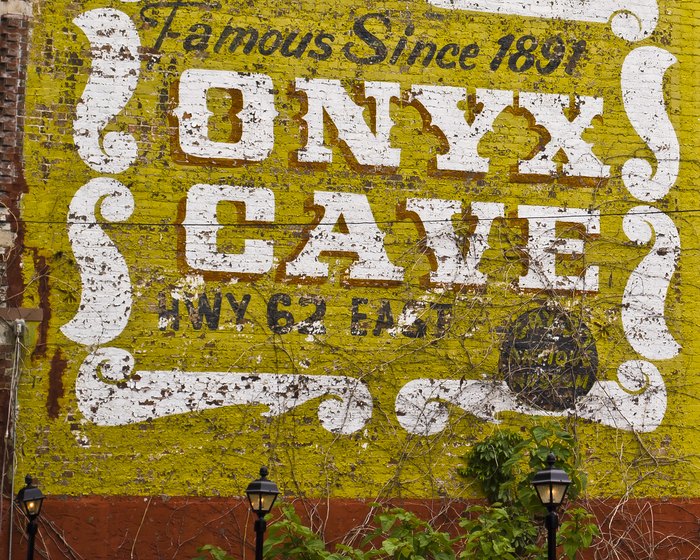 Famous Since 1891
ONYX
CAVE
HWY 62 EAST